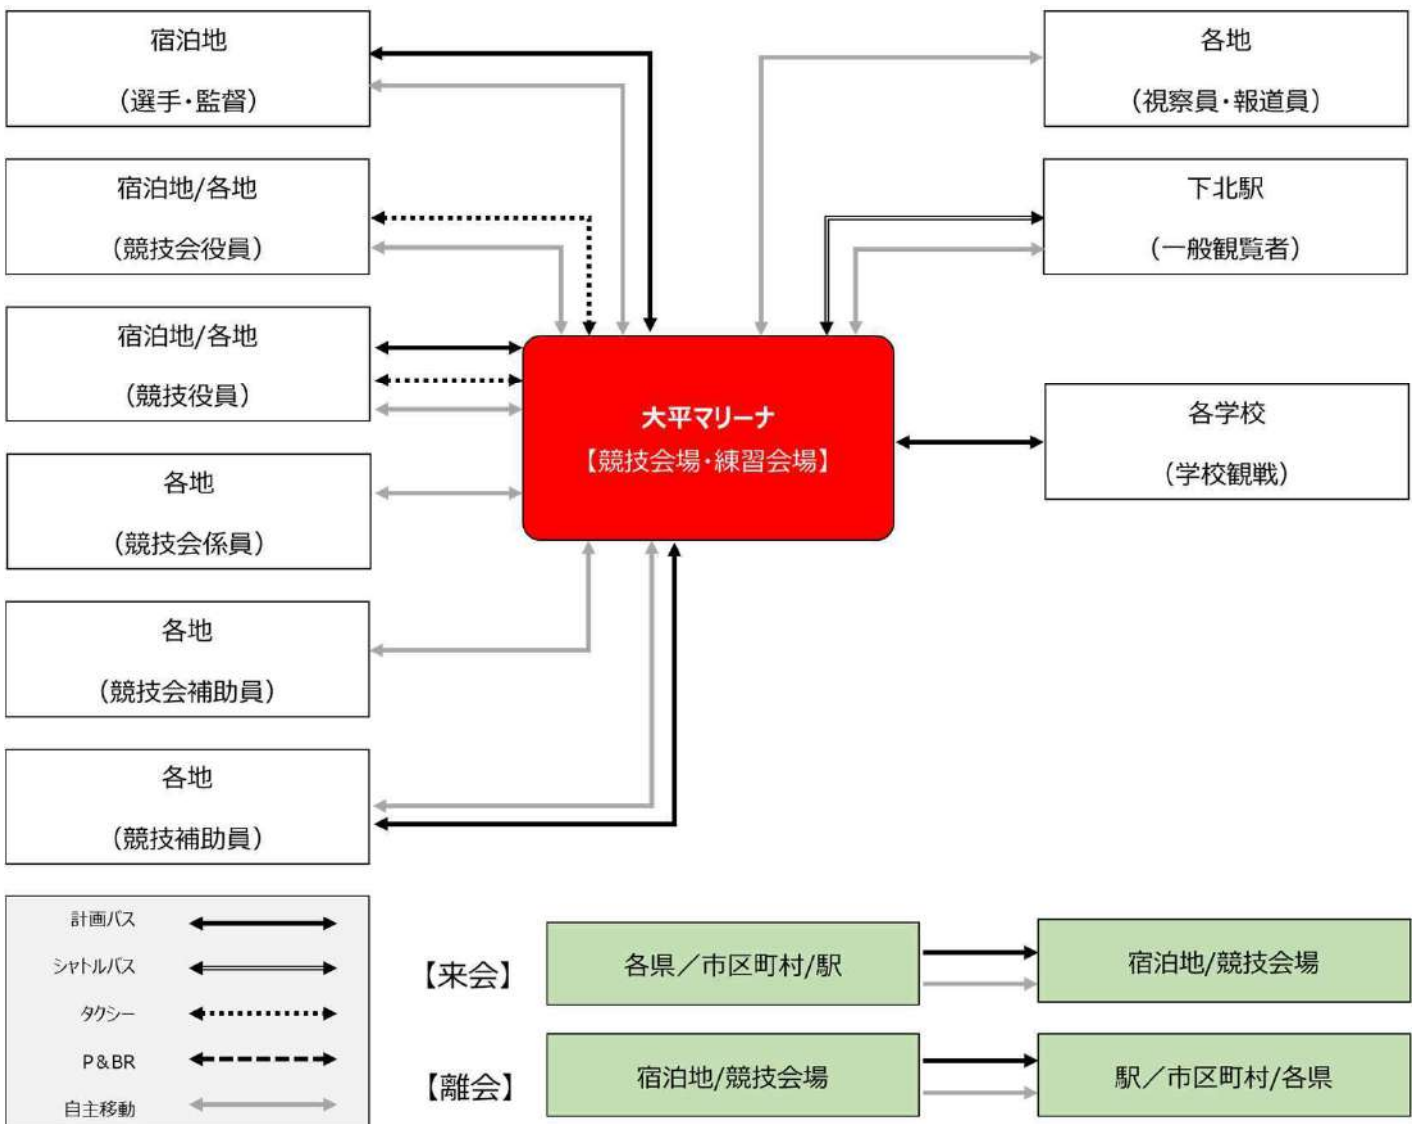 宿泊地
（選手・監督）
宿泊地/各地
（競技会役員）
宿泊地/各地
（競技役員）
各地
（競技会係員）
各地
（競技会補助員）
各地
（競技補助員）
大平マリーナ
【競技会場・練習会場】
各地
（視察員・報道員）
下北駅
（一般観覧者）
各学校
（学校観戦）
計画バス
シャトルバス
タクシー
P＆BR
自主移動
【来会】
各県／市区町村/駅
宿泊地/競技会場
【離会】
宿泊地/競技会場
駅／市区町村/各県